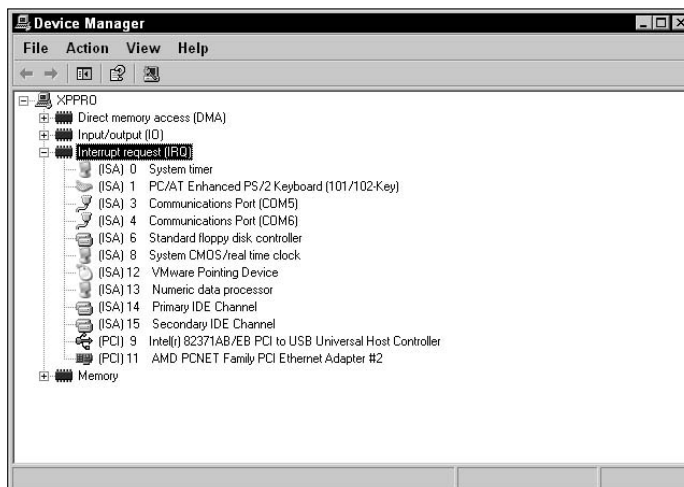 Device Manager
File Action View Help
XPPRO
Direct memory access (DMA)
Input/output (IO)
Interrupt request (IRQ)
(ISA) 0 System timer
(ISA) 1 PC/AT Enhanced PS/2 Keyboard (101/102-Key)
(ISA) 3 Communications Port (COM5)
(ISA) 4 Communications Port (COM6)
(ISA) 6 Standard floppy disk controller
(ISA) 8 System CMOS/real time clock
(ISA) 12 VMware Pointing Device
(ISA) 13 Numeric data processor
(ISA) 14 Primary IDE Channel
(ISA) 15 Secondary IDE Channel
(PCI) 9 Intel(r) 82371AB/EB PCI to USB Universal Host Controller
(PCI) 11 AMD PCNET Family PCI Ethernet Adapter #2
Memory